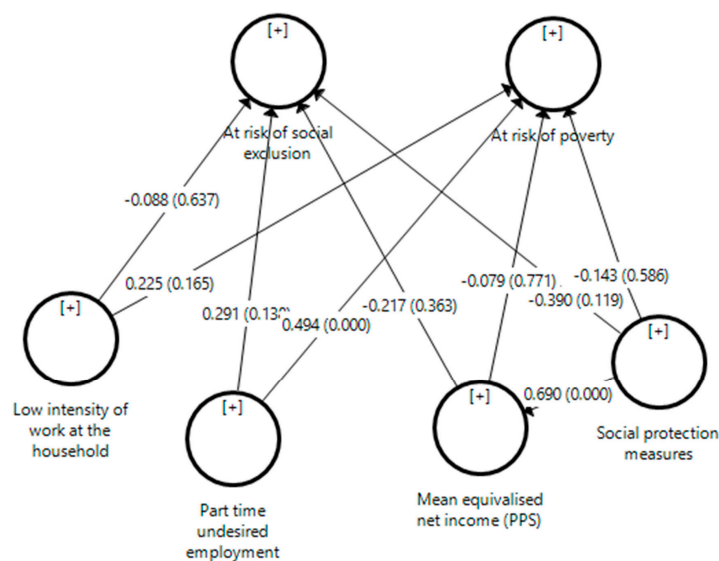 [+]
[+]
At risk of social
exclusion
At risk of poverty
-0.088 (0.637)
0.225 (0.165)
0.291
0.494 (0.000)
-0.217 (0.363)
-0.079 (0.771)
-0.143 (0.586)
-0.390 (0.119)
[+]
[+]
0.690 (0.000)
[+]
[+]
Low intensity of
work at the
household
Social protection
measures
Part time
undesired
employment
Mean equivalised
net income (PPS)